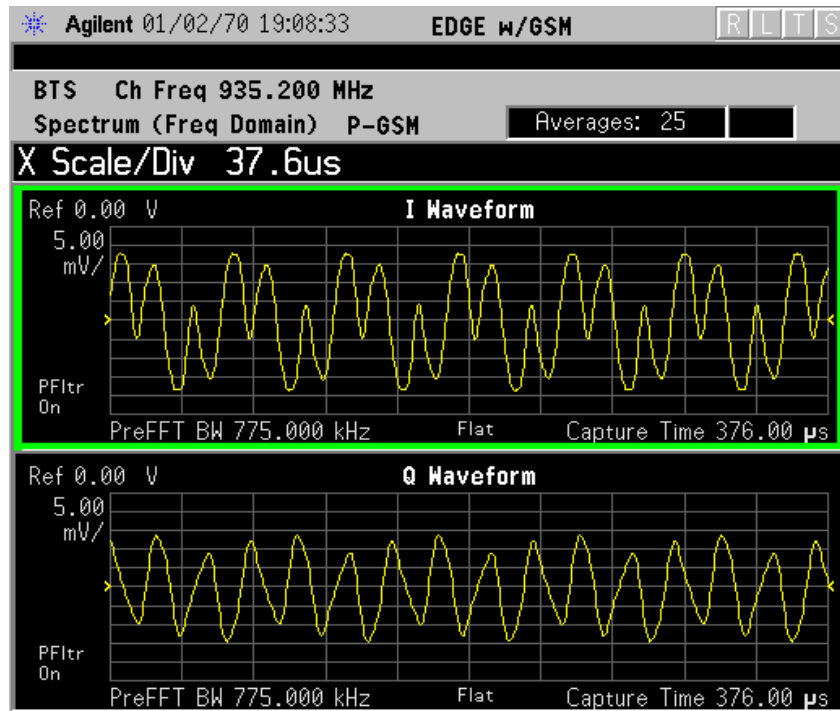 Agilent 01/02/70 19:08:33 EDGE w/GSM R L T S
BTS Ch Freq 935.200 MHz
Spectrum (Freq Domain) P-GSM Averages: 25
X Scale/Div 37.6us
Ref 0.00 V I Waveform
5.00
mV/
PFltr
On
PreFFT BW 775.000 kHz Flat Capture Time 376.00 µs
Ref 0.00 V Q Waveform
5.00
mV/
PFltr
On
PreFFT BW 775.000 kHz Flat Capture Time 376.00 µs